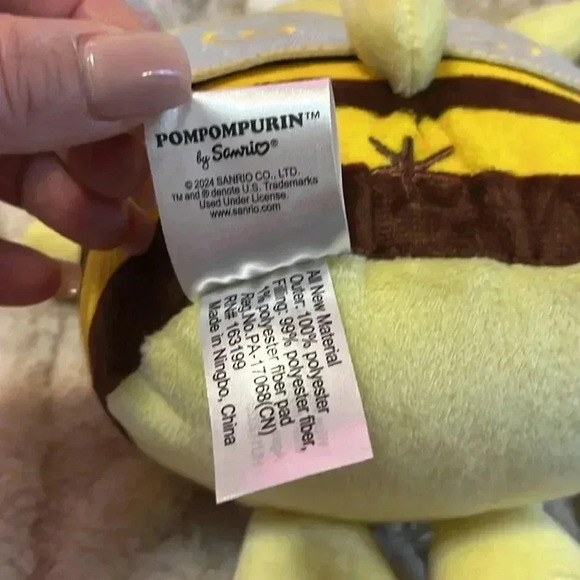 POMPOMPURIN™
by Sanrio®
© 2024 SANRIO CO., LTD.
TM and ® denote U.S. Trademarks
Used Under License.
www.sanrio.com
All New Material
Outer: 100% polyester
Filling: 99% polyester fiber,
1% polyester fiber pad
Reg.No.PA-17068(CN)
RN# 163199
Made in Ningbo, China